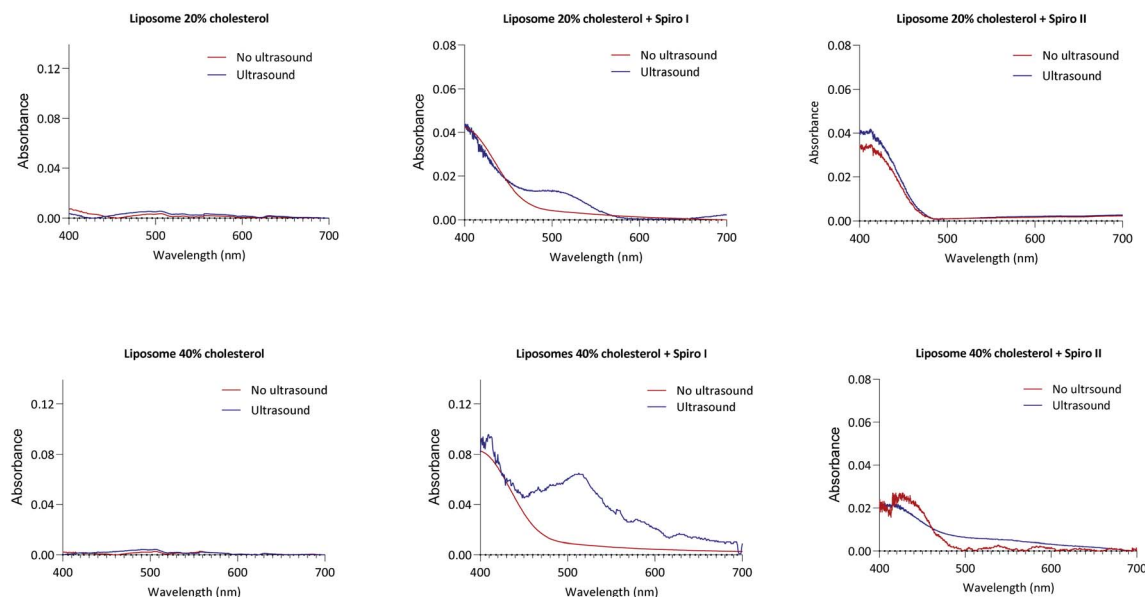 Liposome 20% cholesterol
No ultrasound
Ultrasound
Absorbance
0.12
0.08
0.04
0.00
400 500 600 700
Wavelength (nm)
Liposome 20% cholesterol + Spiro I
No ultrasound
Ultrasound
Absorbance
0.08
0.06
0.04
0.02
0.00
400 500 600 700
Wavelength (nm)
Liposome 20% cholesterol + Spiro II
No ultrasound
Ultrasound
Absorbance
0.08
0.06
0.04
0.02
0.00
400 500 600 700
Wavelength (nm)
Liposome 40% cholesterol
No ultrasound
Ultrasound
Absorbance
0.12
0.08
0.04
0.00
400 500 600 700
Wavelength (nm)
Liposomes 40% cholesterol + Spiro I
No ultrasound
Ultrasound
Absorbance
0.12
0.08
0.04
0.00
400 500 600 700
Wavelength (nm)
Liposome 40% cholesterol + Spiro II
No ultrsound
Ultrasound
Absorbance
0.08
0.06
0.04
0.02
0.00
400 500 600 700
Wavelength (nm)